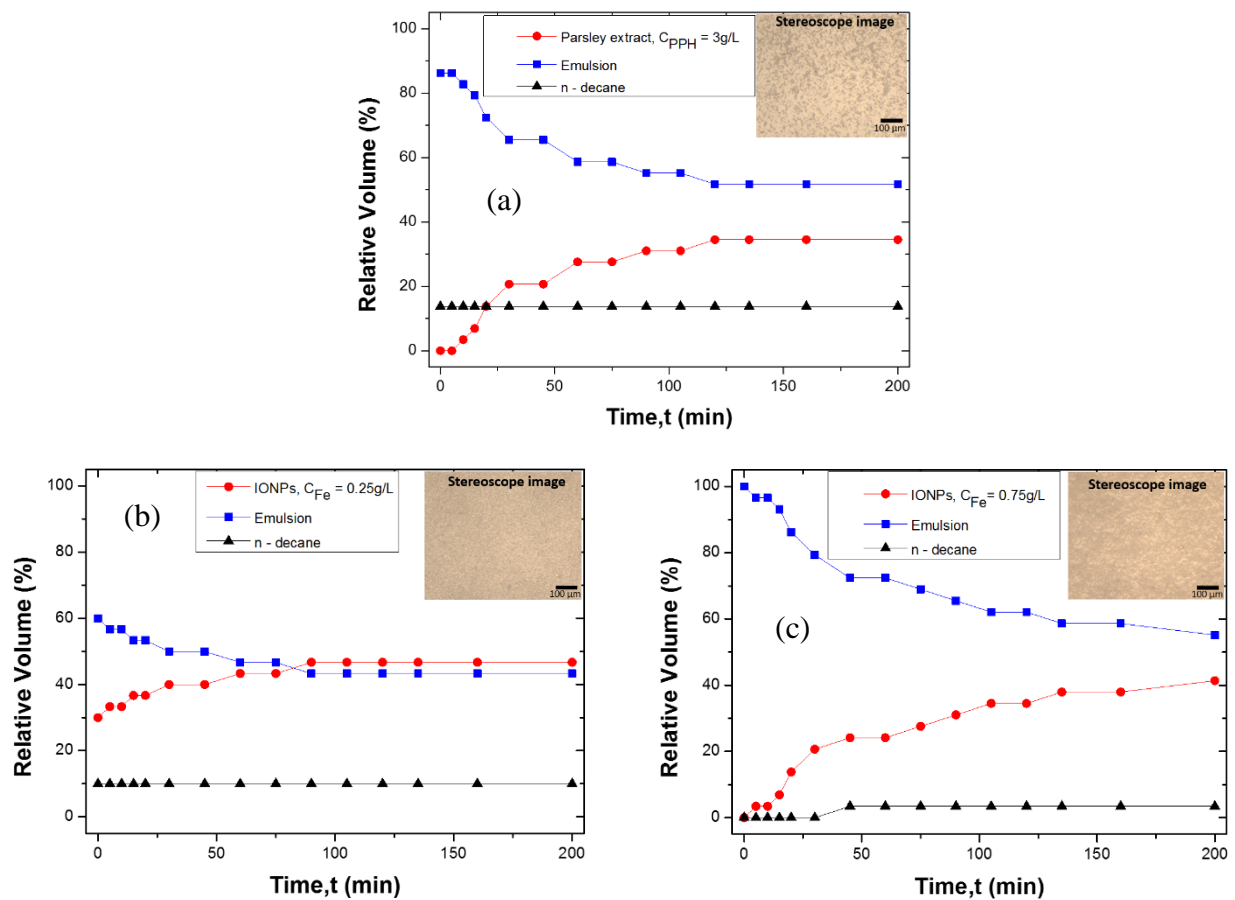 Relative Volume (%)
100
80
60
40
20
0
Parsley extract, C_PPH = 3g/L
Emulsion
n - decane
Stereoscope image
100 µm
(a)
0
50
100
150
200
Time,t (min)
Relative Volume (%)
100
80
60
40
20
0
(b)
IONPs, C_Fe = 0.25g/L
Emulsion
n - decane
Stereoscope image
100 µm
0
50
100
150
200
Time,t (min)
Relative Volume (%)
100
80
60
40
20
0
IONPs, C_Fe = 0.75g/L
Emulsion
n - decane
Stereoscope image
100 µm
(c)
0
50
100
150
200
Time,t (min)